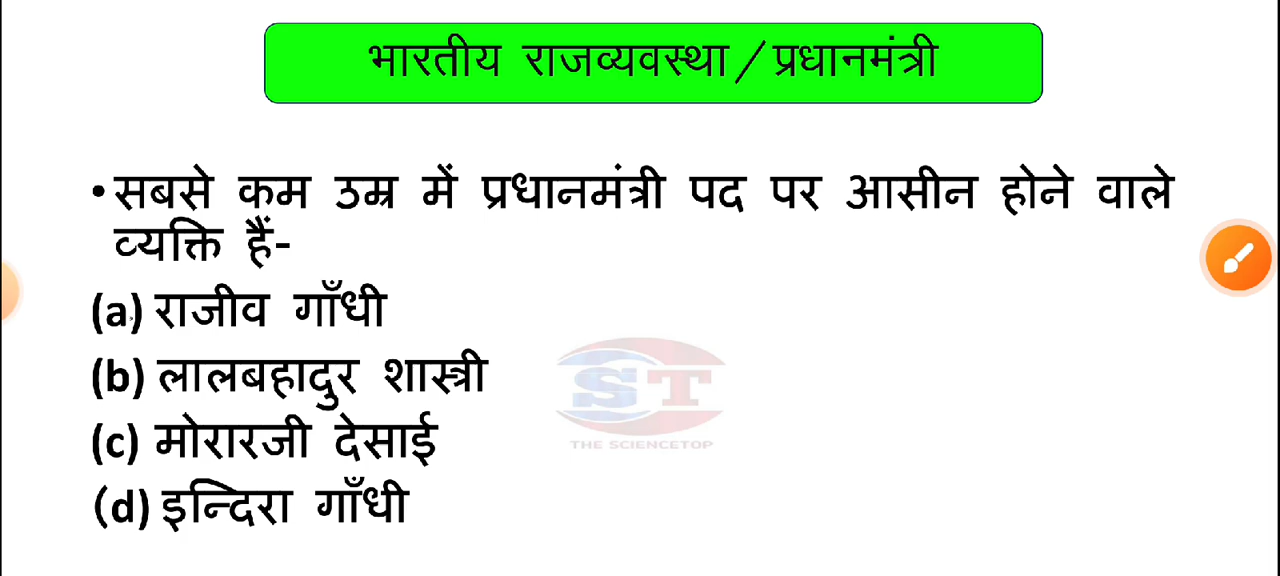 भारतीय राजव्यवस्था/प्रधानमंत्री
•सबसे कम उम्र में प्रधानमंत्री पद पर आसीन होने वाले
व्यक्ति हैं-
(a) राजीव गाँधी
(b) लालबहादुर शास्त्री
(c) मोरारजी देसाई
(d) इन्दिरा गाँधी
ST
THE SCIENCETOP